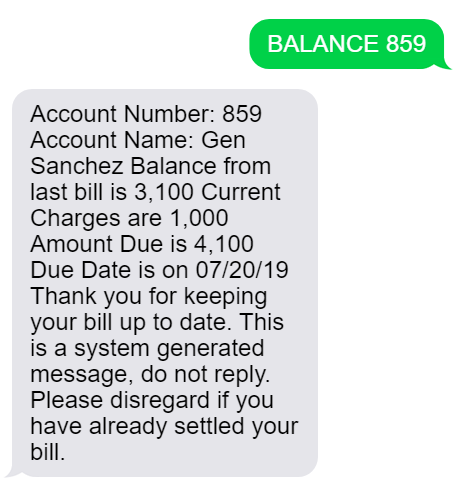 BALANCE 859
Account Number: 859
Account Name: Gen
Sanchez Balance from
last bill is 3,100 Current
Charges are 1,000
Amount Due is 4,100
Due Date is on 07/20/19
Thank you for keeping
your bill up to date. This
is a system generated
message, do not reply.
Please disregard if you
have already settled your
bill.